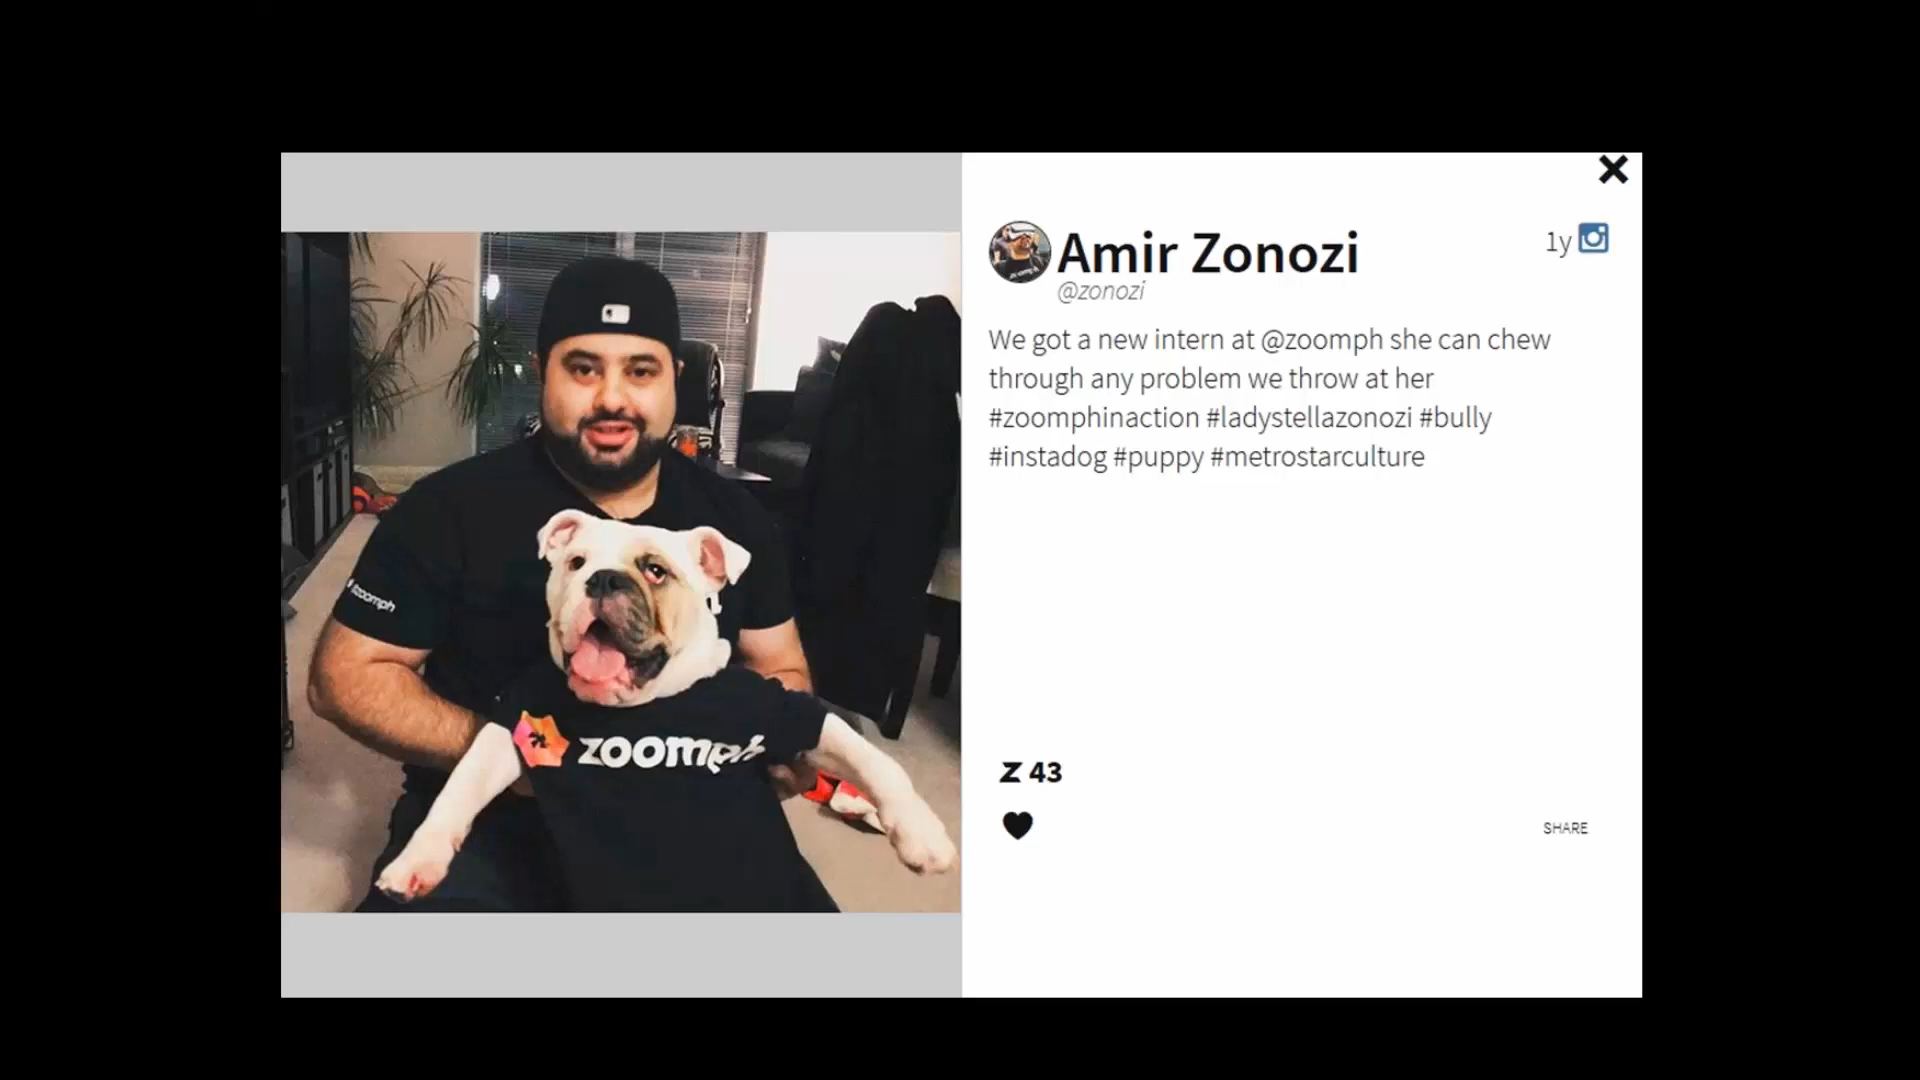 Amir Zonozi
1y
@zonozi
We got a new intern at @zoomph she can chew
through any problem we throw at her
#zoomphinaction #ladystellazonozi #bully
#instadog #puppy #metrostarculture
zoomph
zoomph
Z 43
SHARE